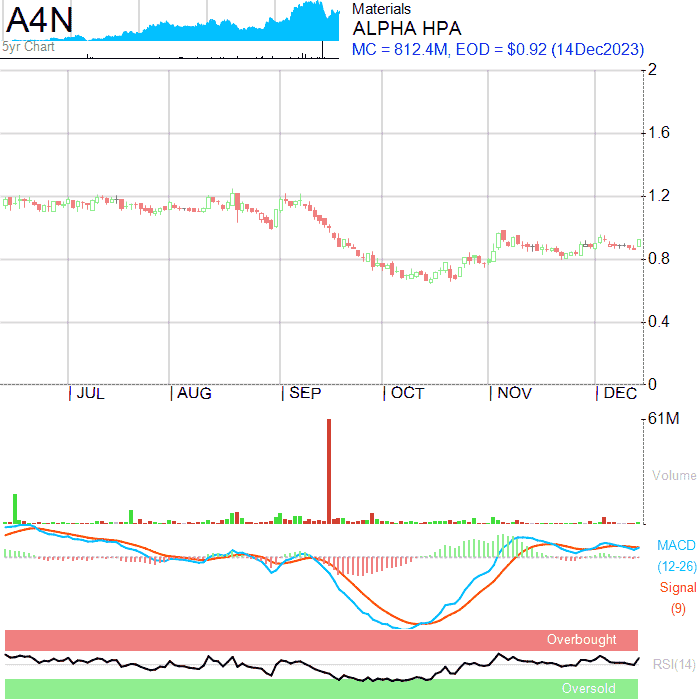 A4N
5yr Chart
Materials
ALPHA HPA
MC = 812.4M, EOD = $0.92 (14Dec2023)
2
1.6
1.2
0.8
0.4
0
JUL AUG SEP OCT NOV DEC
61M
Volume
MACD
(12-26)
Signal
(9)
Overbought
RSI(14)
Oversold